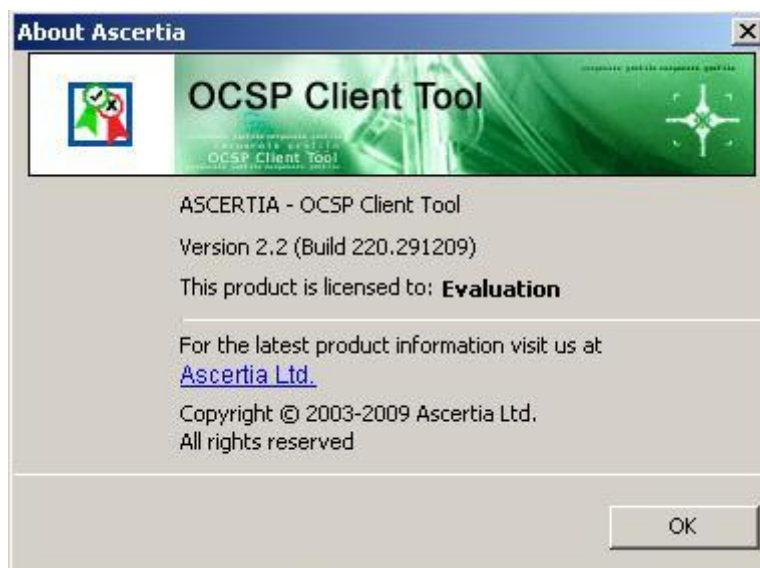 About Ascertia
OCSP Client Tool
corporate profile
OCSP Client Tool
ASCERTIA - OCSP Client Tool
Version 2.2 (Build 220.291209)
This product is licensed to: Evaluation
For the latest product information visit us at
Ascertia Ltd.
Copyright © 2003-2009 Ascertia Ltd.
All rights reserved
OK